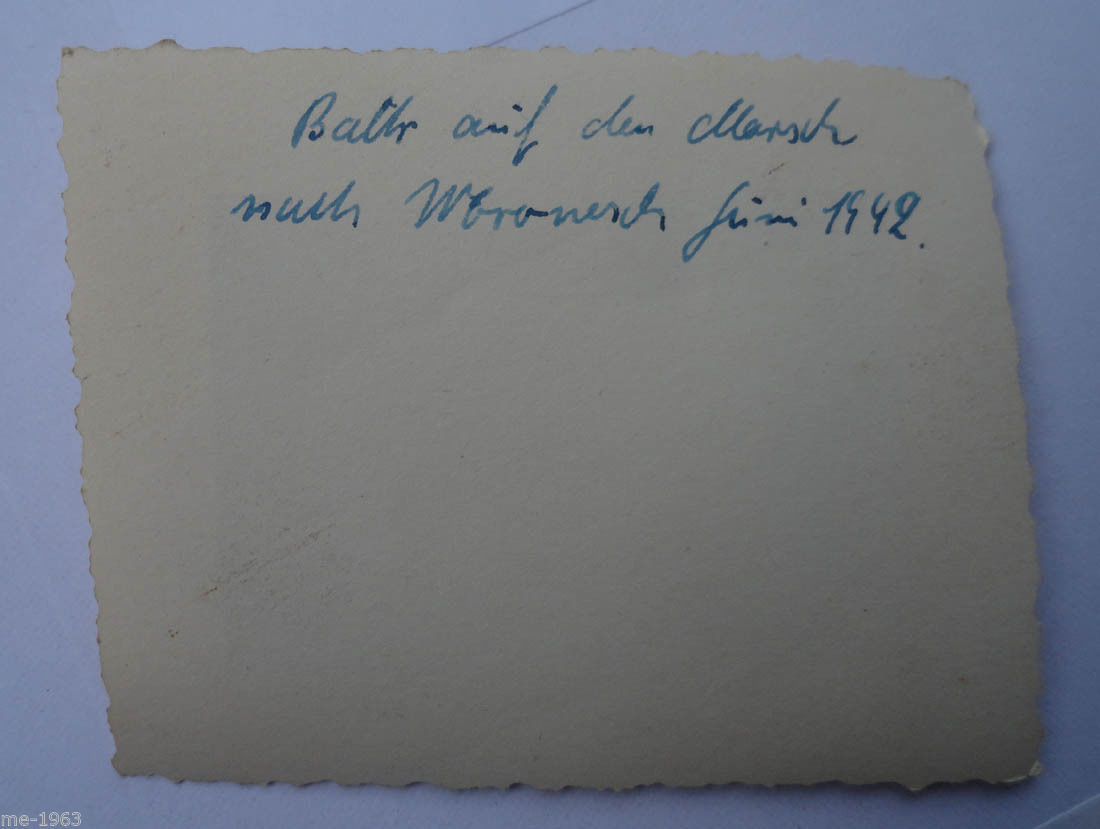 Battr auf den Marsch
nach Woronesch Juni 1942.
me-1963